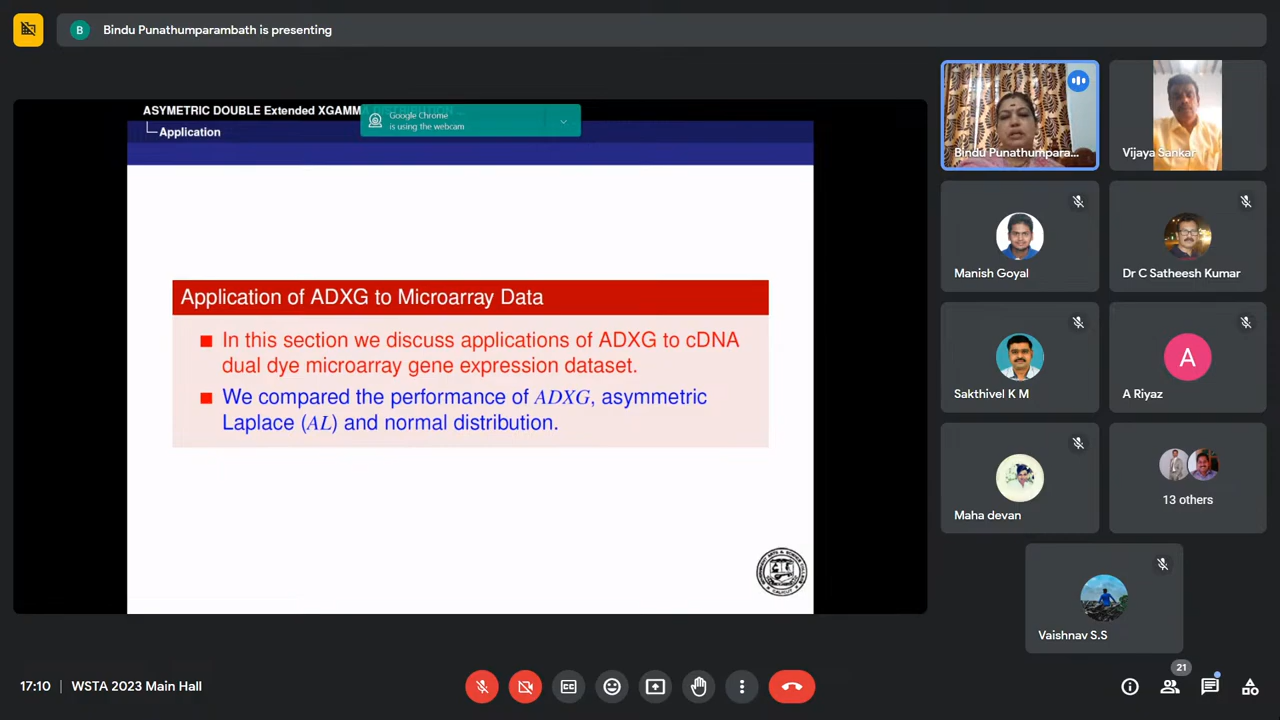 B Bindu Punathumparambath is presenting
ASYMETRIC DOUBLE Extended XGAMM
Application
Google Chrome
is using the webcam
Application of ADXG to Microarray Data
In this section we discuss applications of ADXG to cDNA
dual dye microarray gene expression dataset.
We compared the performance of ADXG, asymmetric
Laplace (AL) and normal distribution.
Bindu Punathumpara...
Vijaya Sankar
Manish Goyal
Dr C Satheesh Kumar
Sakthivel K M
A
A Riyaz
Maha devan
13 others
Vaishnav S.S
17:10 | WSTA 2023 Main Hall
CC
21